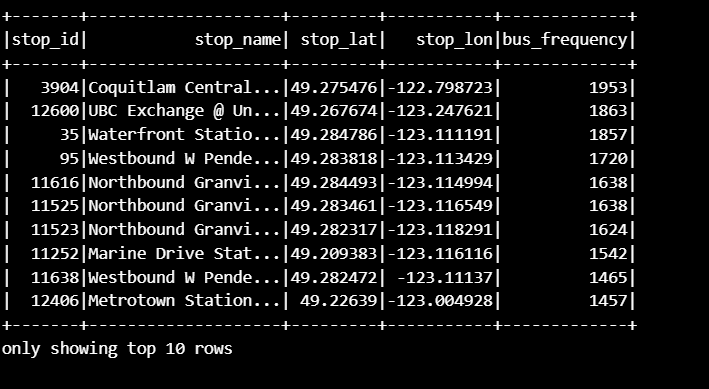 +-------+--------------------+---------+-----------+-------------+
|stop_id|           stop_name| stop_lat|   stop_lon|bus_frequency|
+-------+--------------------+---------+-----------+-------------+
|   3904|Coquitlam Central...|49.275476|-122.798723|         1953|
|  12600|UBC Exchange @ Un...|49.267674|-123.247621|         1863|
|     35|Waterfront Statio...|49.284786|-123.111191|         1857|
|     95|Westbound W Pende...|49.283818|-123.113429|         1720|
|  11616|Northbound Granvi...|49.284493|-123.114994|         1638|
|  11525|Northbound Granvi...|49.283461|-123.116549|         1638|
|  11523|Northbound Granvi...|49.282317|-123.118291|         1624|
|  11252|Marine Drive Stat...|49.209383|-123.116116|         1542|
|  11638|Westbound W Pende...|49.282472| -123.11137|         1465|
|  12406|Metrotown Station...| 49.22639|-123.004928|         1457|
+-------+--------------------+---------+-----------+-------------+
only showing top 10 rows